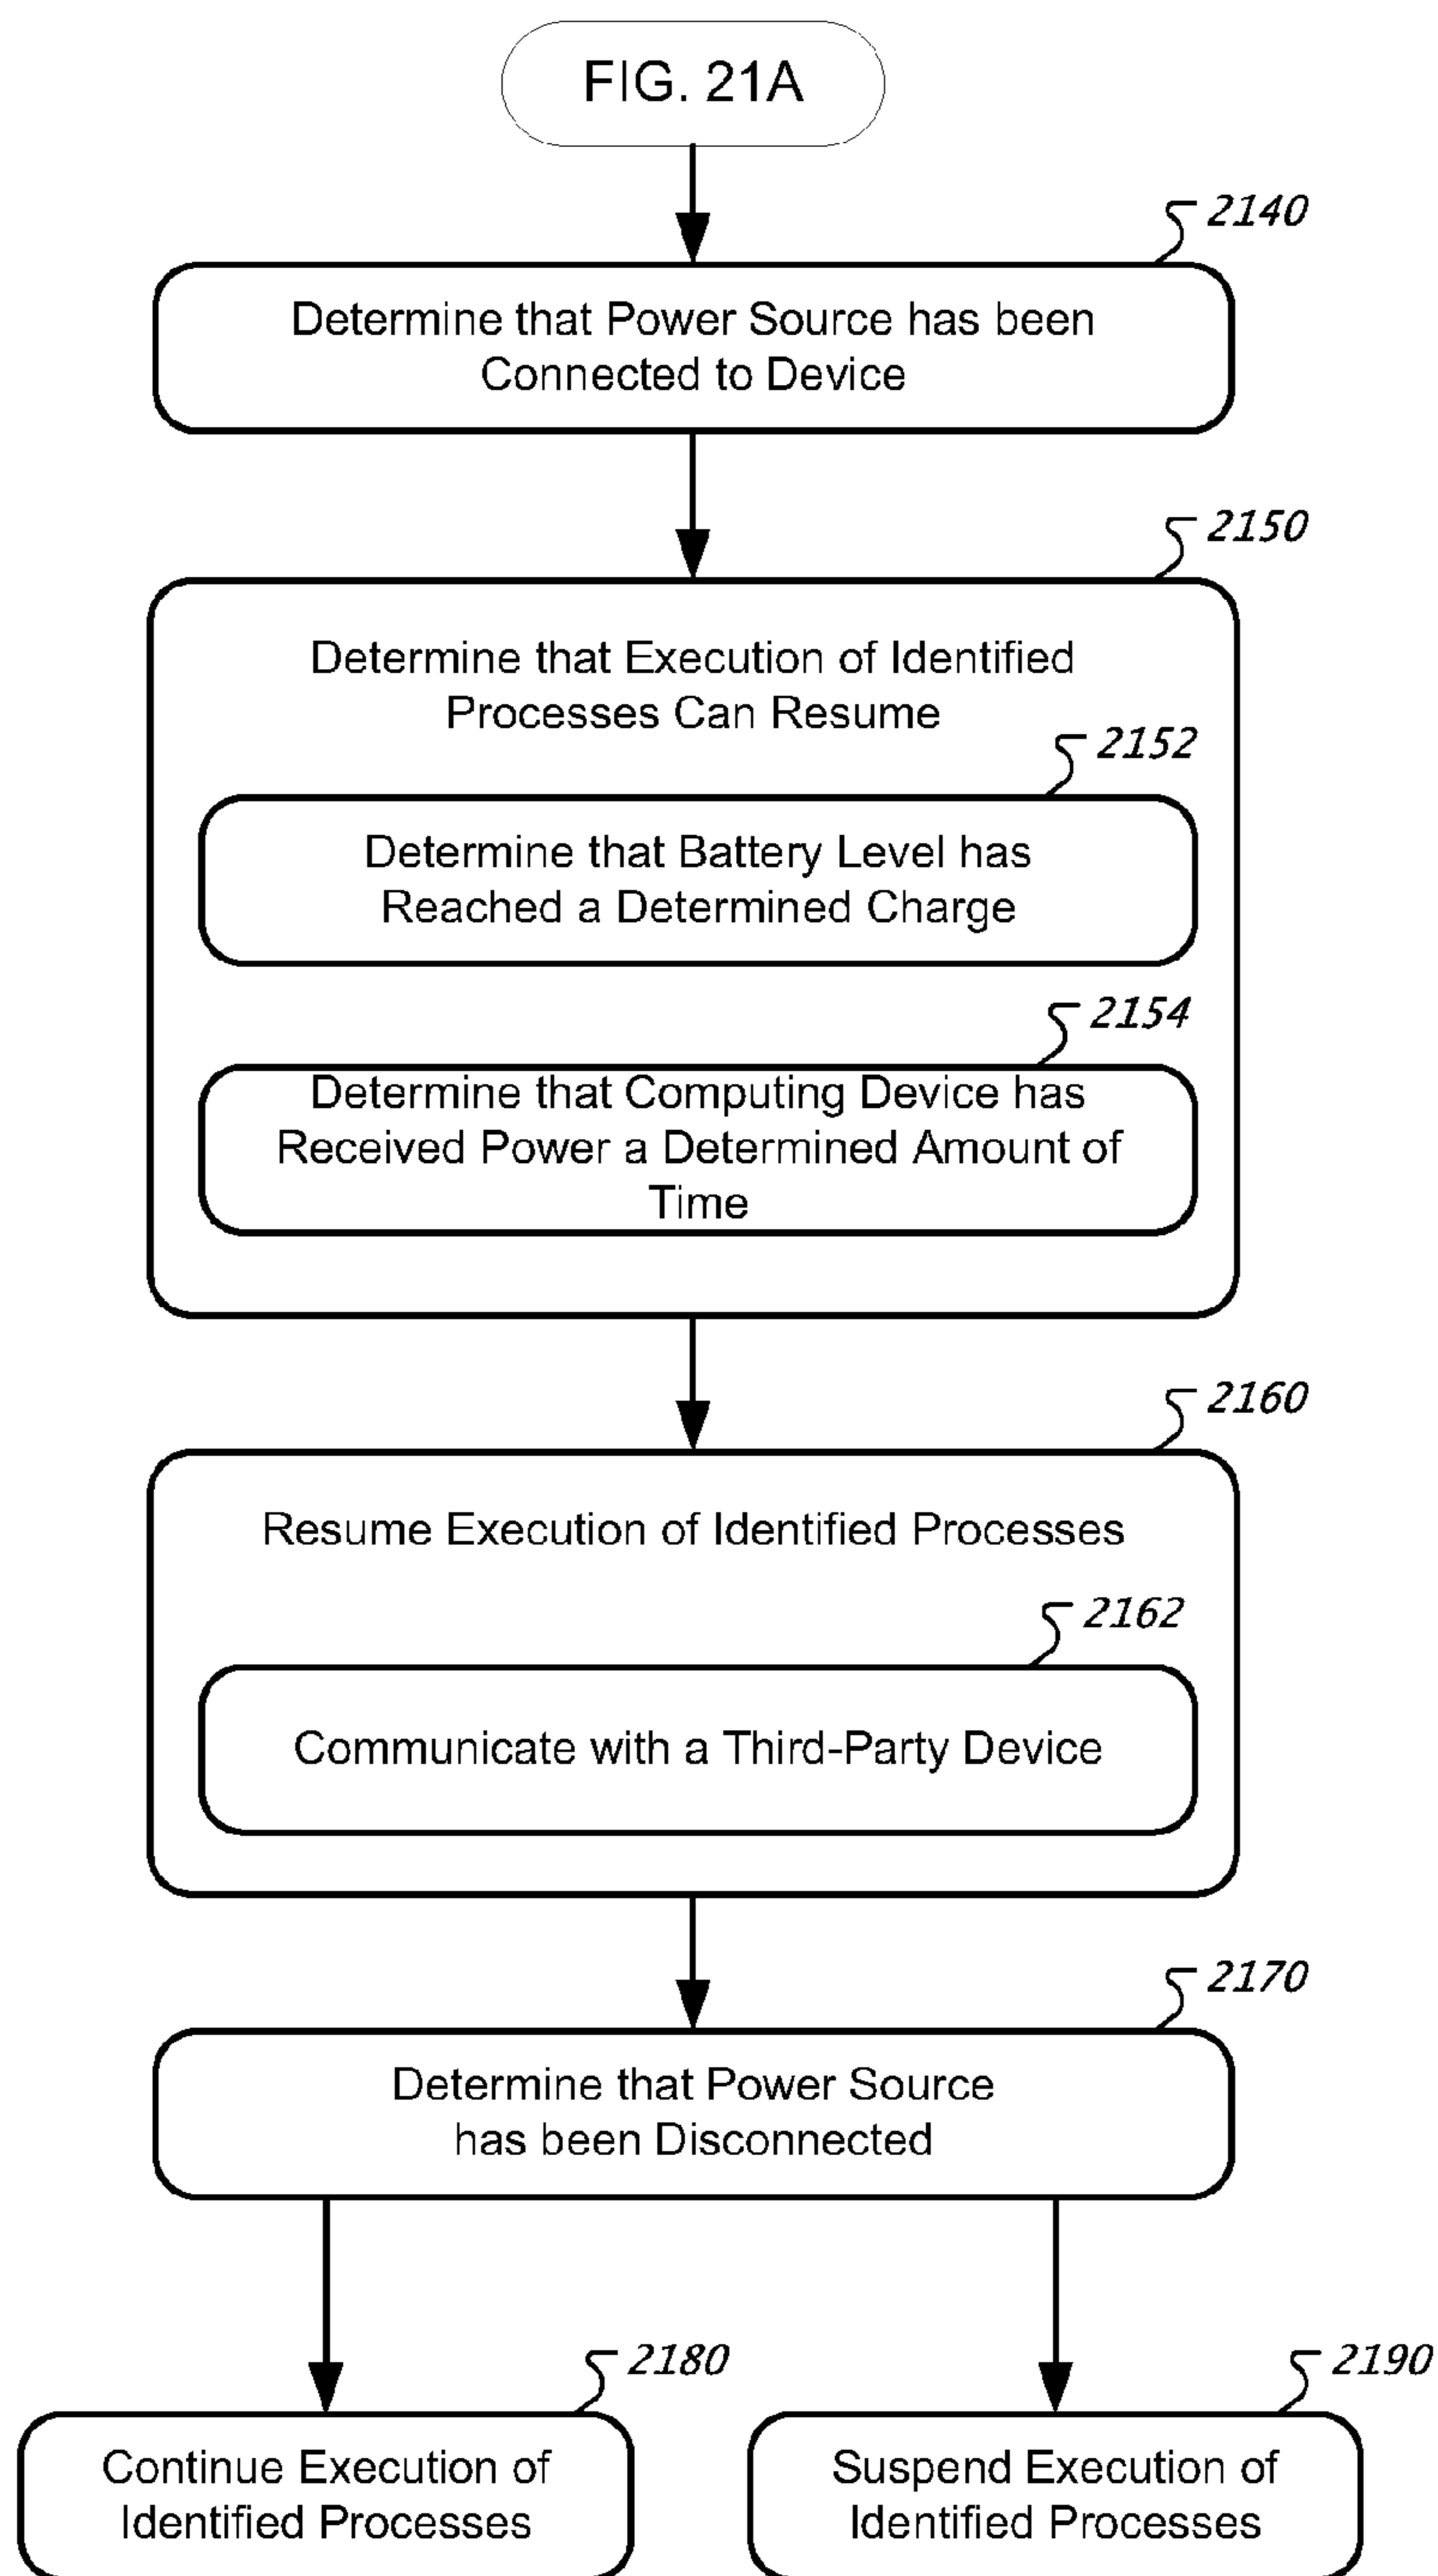 FIG. 21A
2140
Determine that Power Source has been
Connected to Device
2150
Determine that Execution of Identified
Processes Can Resume
2152
Determine that Battery Level has
Reached a Determined Charge
2154
Determine that Computing Device has
Received Power a Determined Amount of
Time
2160
Resume Execution of Identified Processes
2162
Communicate with a Third-Party Device
2170
Determine that Power Source
has been Disconnected
2180
Continue Execution of
Identified Processes
2190
Suspend Execution of
Identified Processes